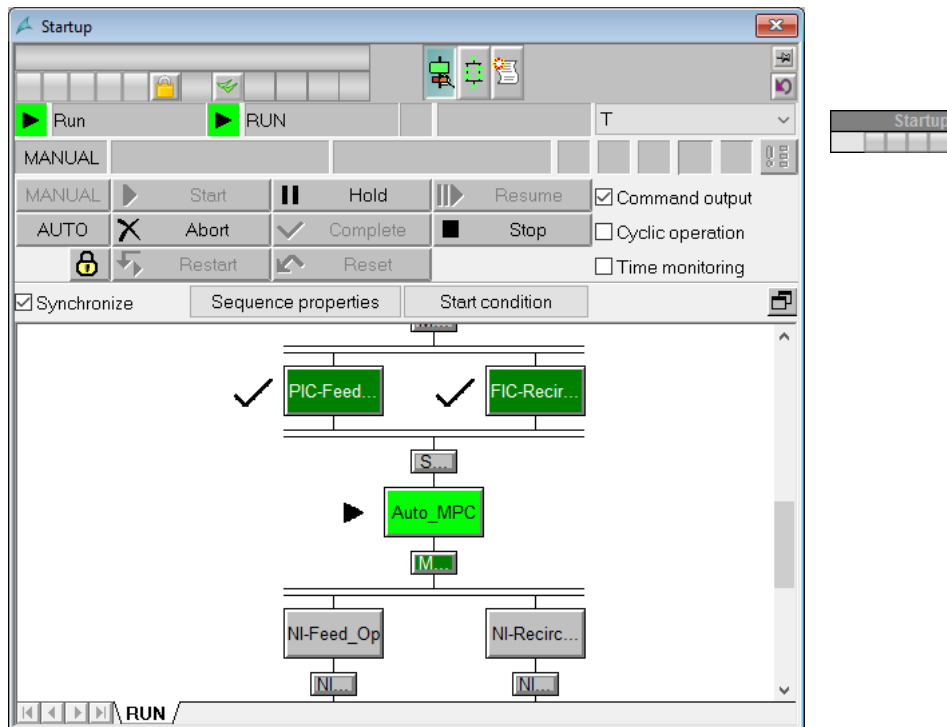 Startup
Run RUN T
Startup
MANUAL
MANUAL Start Hold Resume Command output
AUTO Abort Complete Stop Cyclic operation
Restart Reset Time monitoring
Synchronize Sequence properties Start condition
M...
PIC-Feed... FIC-Recir...
S...
Auto_MPC
M...
NI-Feed_Op NI-Recirc...
NI... NI...
RUN